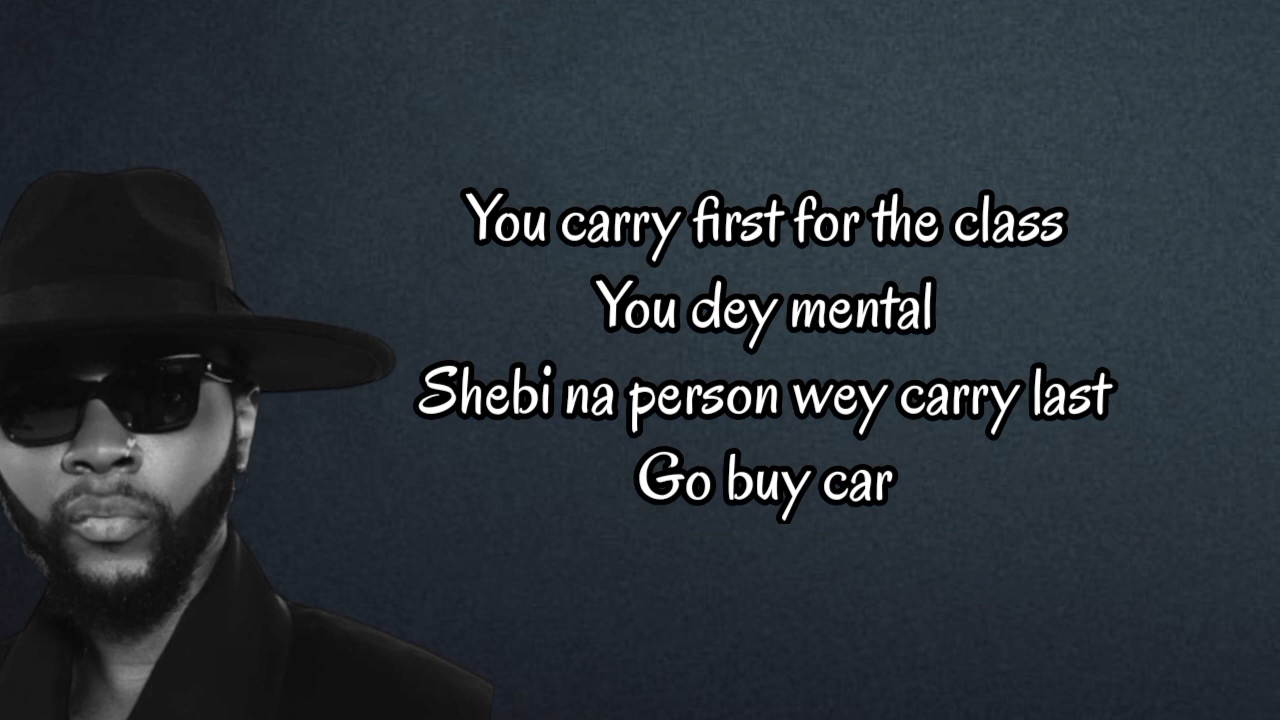 You carry first for the class
You dey mental
Shebi na person wey carry last
Go buy car